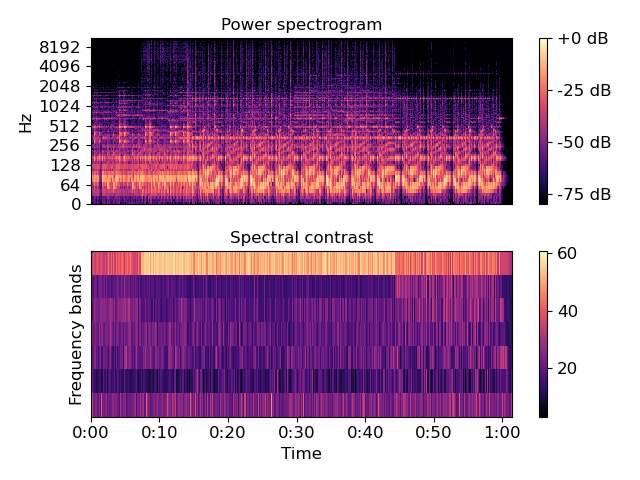 Power spectrogram
Hz
8192
4096
2048
1024
512
256
128
64
0
+0 dB
-25 dB
-50 dB
-75 dB
Spectral contrast
Frequency bands
60
40
20
0:00 0:10 0:20 0:30 0:40 0:50 1:00
Time